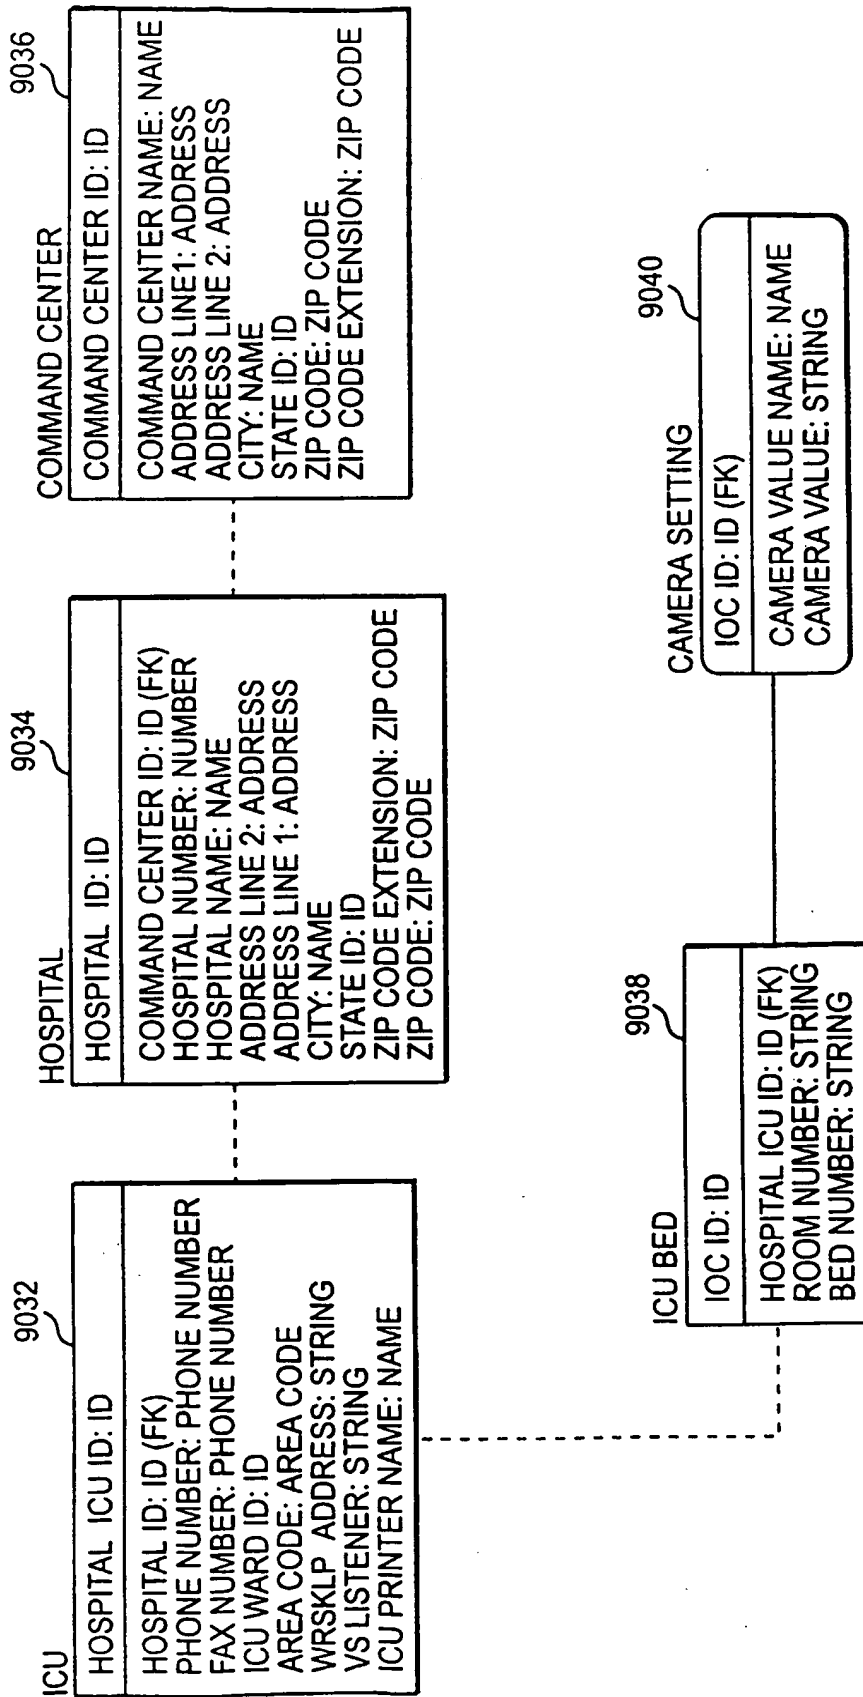 ICU
9032
HOSPITAL ICU ID: ID
HOSPITAL ID: ID (FK)
PHONE NUMBER: PHONE NUMBER
FAX NUMBER: PHONE NUMBER
ICU WARD ID: ID
AREA CODE: AREA CODE
WRSKLP ADDRESS: STRING
VS LISTENER: STRING
ICU PRINTER NAME: NAME
HOSPITAL
9034
HOSPITAL ID: ID
COMMAND CENTER ID: ID (FK)
HOSPITAL NUMBER: NUMBER
HOSPITAL NAME: NAME
ADDRESS LINE 2: ADDRESS
ADDRESS LINE 1: ADDRESS
CITY: NAME
STATE ID: ID
ZIP CODE EXTENSION: ZIP CODE
ZIP CODE: ZIP CODE
COMMAND CENTER
9036
COMMAND CENTER ID: ID
COMMAND CENTER NAME: NAME
ADDRESS LINE1: ADDRESS
ADDRESS LINE 2: ADDRESS
CITY: NAME
STATE ID: ID
ZIP CODE: ZIP CODE
ZIP CODE EXTENSION: ZIP CODE
ICU BED
9038
IOC ID: ID
HOSPITAL ICU ID: ID (FK)
ROOM NUMBER: STRING
BED NUMBER: STRING
CAMERA SETTING
9040
IOC ID: ID (FK)
CAMERA VALUE NAME: NAME
CAMERA VALUE: STRING